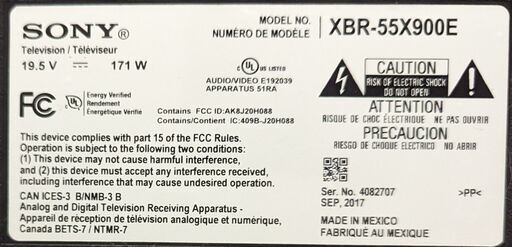 SONY®
Television / Téléviseur
19.5 V ⎓ 171 W
MODEL NO.
NUMÉRO DE MODÈLE / XBR-55X900E
c UL US LISTED
AUDIO/VIDEO E192039
APPARATUS 51RA
FC
UL Energy Verified
Rendement Énergétique Vérifié
Contains FCC ID:AK8J20H088
Contains/Contient IC:409B-J20H088
This device complies with part 15 of the FCC Rules.
Operation is subject to the following two conditions:
(1) This device may not cause harmful interference,
and (2) this device must accept any interference received,
including interference that may cause undesired operation.
CAN ICES-3 B/NMB-3 B
Analog and Digital Television Receiving Apparatus -
Appareil de réception de télévision analogique et numérique,
Canada BETS-7 / NTMR-7
CAUTION
RISK OF ELECTRIC SHOCK
DO NOT OPEN
ATTENTION
RISQUE DE CHOC ÉLECTRIQUE NE PAS OUVRIR
PRECAUCION
RIESGO DE CHOQUE ELECTRICO NO ABRIR
Ser. No. 4082707 >PP<
SEP, 2017
MADE IN MEXICO
FABRIQUÉ AU MEXIQUE